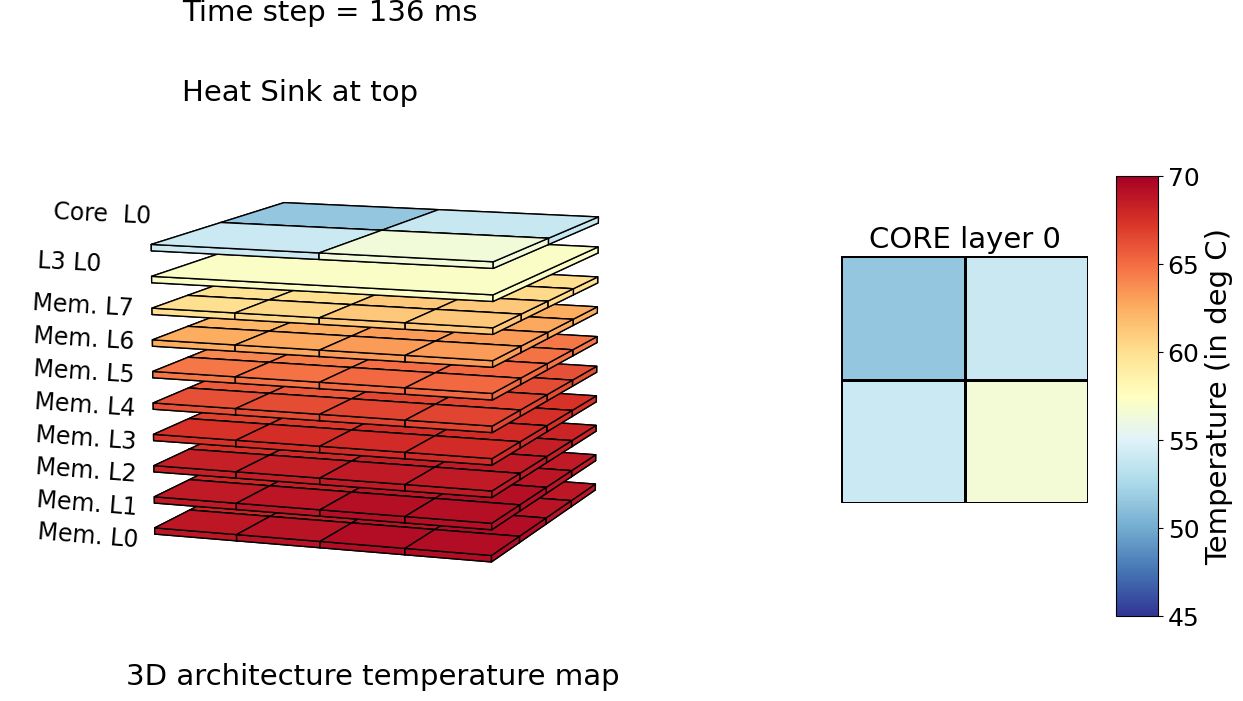 Time step = 136 ms
Heat Sink at top
Core  L0
L3 L0
Mem. L7
Mem. L6
Mem. L5
Mem. L4
Mem. L3
Mem. L2
Mem. L1
Mem. L0
3D architecture temperature map
CORE layer 0
70
65
60
55
50
45
Temperature (in deg C)